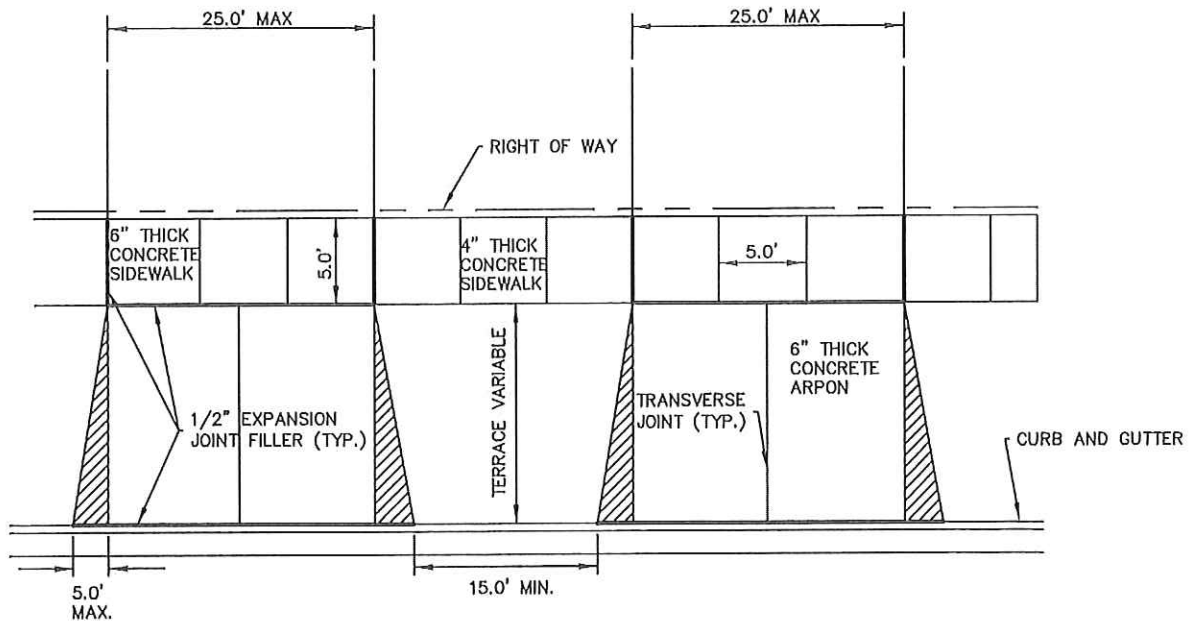 25.0' MAX
25.0' MAX
RIGHT OF WAY
6" THICK
CONCRETE
SIDEWALK
5.0'
4" THICK
CONCRETE
SIDEWALK
5.0'
TERRACE VARIABLE
6" THICK
CONCRETE
ARPON
1/2" EXPANSION
JOINT FILLER (TYP.)
TRANSVERSE
JOINT (TYP.)
CURB AND GUTTER
5.0'
MAX.
15.0' MIN.